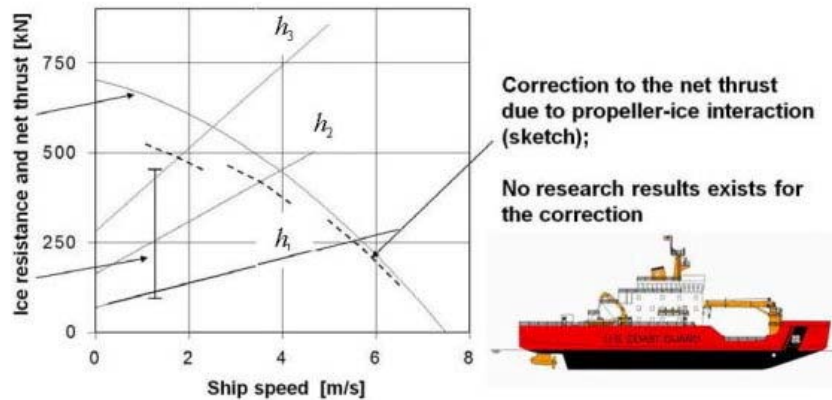 Ice resistance and net thrust [kN]
750
500
250
0
0
2
4
6
8
Ship speed [m/s]
h3
h2
h1
Correction to the net thrust
due to propeller-ice interaction
(sketch);
No research results exists for
the correction
U.S. COAST GUARD